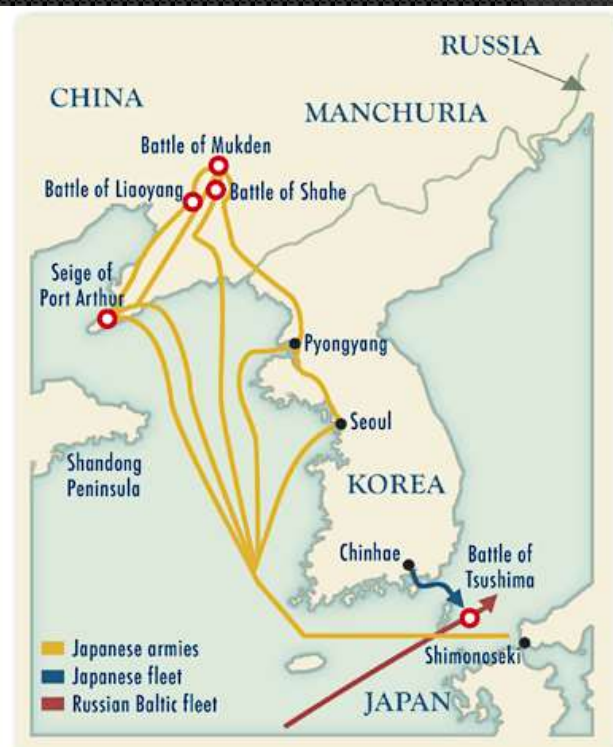 RUSSIA
CHINA
MANCHURIA
Battle of Mukden
Battle of Liaoyang
Battle of Shahe
Seige of
Port Arthur
Pyongyang
Seoul
Shandong
Peninsula
KOREA
Chinhae
Battle of
Tsushima
Shimonoseki
JAPAN
Japanese armies
Japanese fleet
Russian Baltic fleet